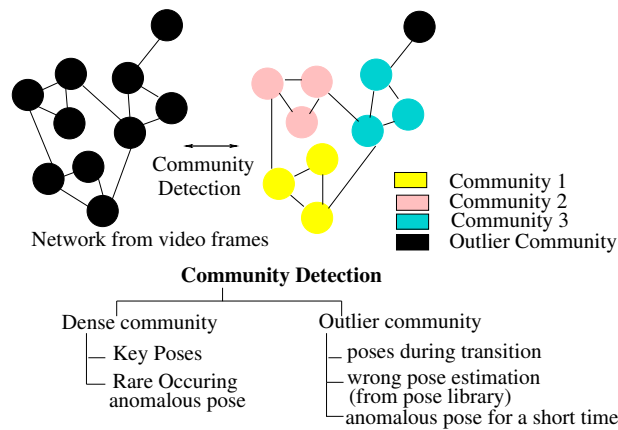 Community
Detection
Network from video frames
Community 1
Community 2
Community 3
Outlier Community
Community Detection
Dense community
Key Poses
Rare Occuring
anomalous pose
Outlier community
poses during transition
wrong pose estimation
(from pose library)
anomalous pose for a short time